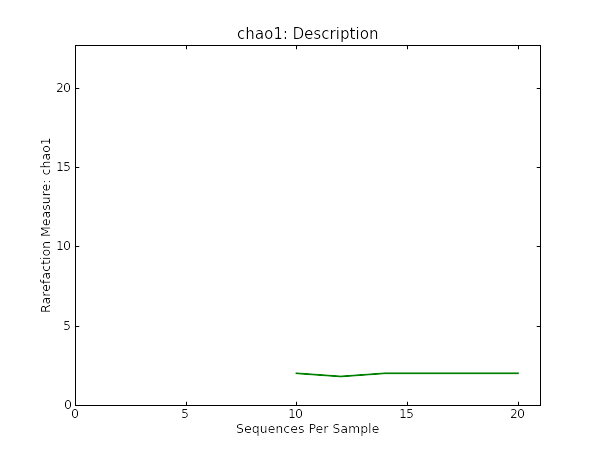 chao1: Description
20
15
10
5
0
Rarefaction Measure: chao1
0 5 10 15 20
Sequences Per Sample